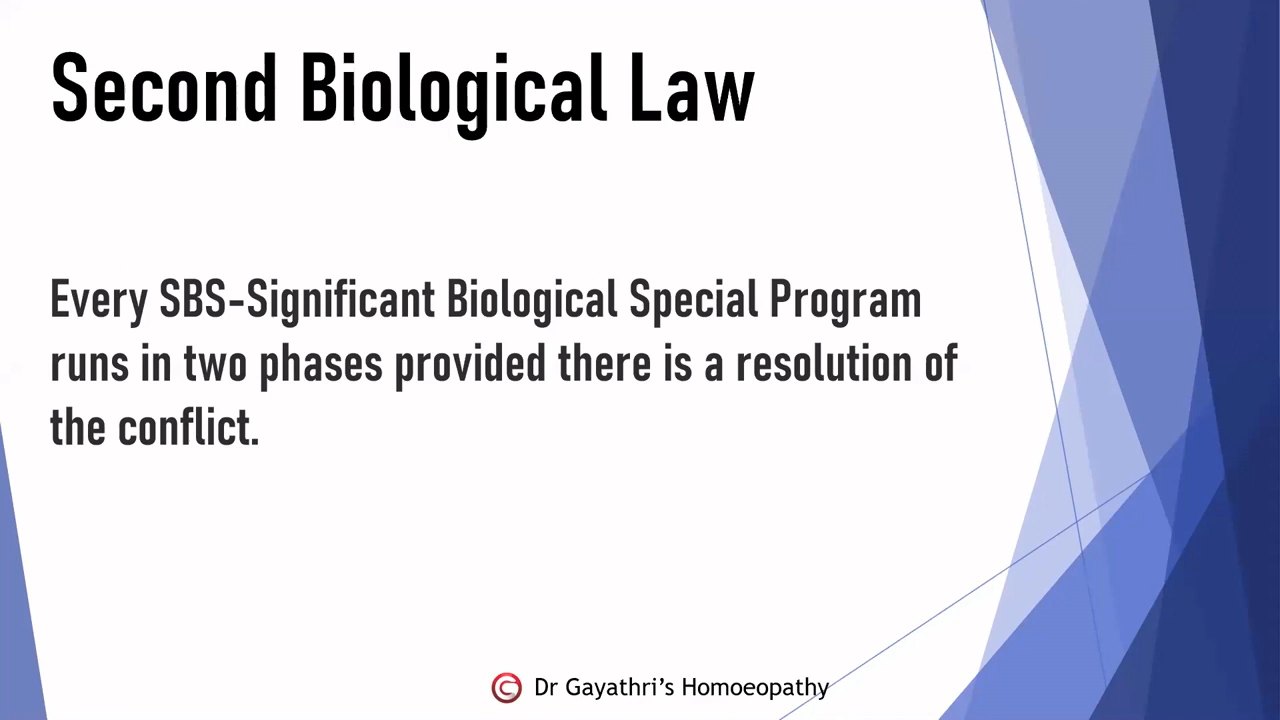 Second Biological Law
Every SBS-Significant Biological Special Program
runs in two phases provided there is a resolution of
the conflict.
Dr Gayathri's Homoeopathy